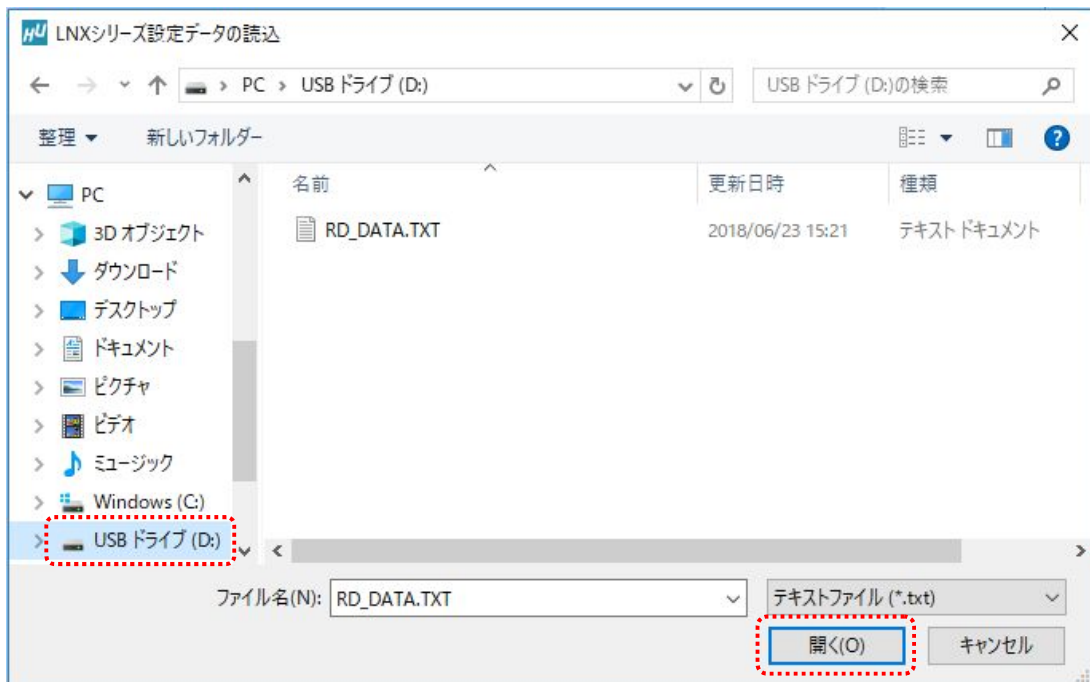 HU LNXシリーズ設定データの読込
PC > USB ドライブ (D:)
USB ドライブ (D:)の検索
整理
新しいフォルダー
?
PC
3D オブジェクト
ダウンロード
デスクトップ
ドキュメント
ピクチャ
ビデオ
ミュージック
Windows (C:)
USB ドライブ (D:)
名前 更新日時 種類
RD_DATA.TXT 2018/06/23 15:21 テキスト ドキュメント
ファイル名(N): RD_DATA.TXT テキストファイル (*.txt)
開く(O) キャンセル